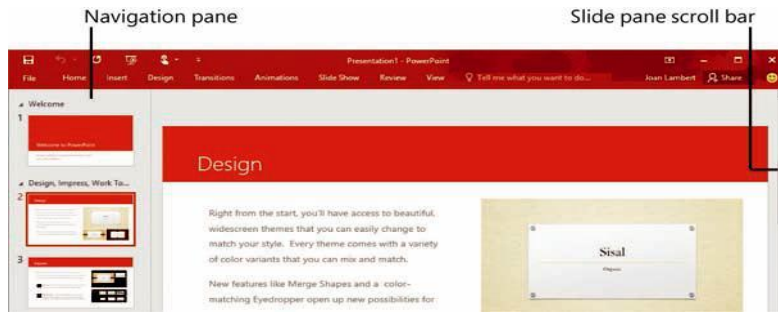 Navigation pane
Slide pane scroll bar
Presentation1 - PowerPoint
File Home Insert Design Transitions Animations Slide Show Review View Tell me what you want to do... Joan Lambert Share
Welcome
1
Welcome to PowerPoint
Design, Impress, Work To...
2
3
Design
Right from the start, you'll have access to beautiful,
widescreen themes that you can easily change to
match your style. Every theme comes with a variety
of color variants that you can mix and match.
New features like Merge Shapes and a color-
matching Eyedropper open up new possibilities for
Sisal